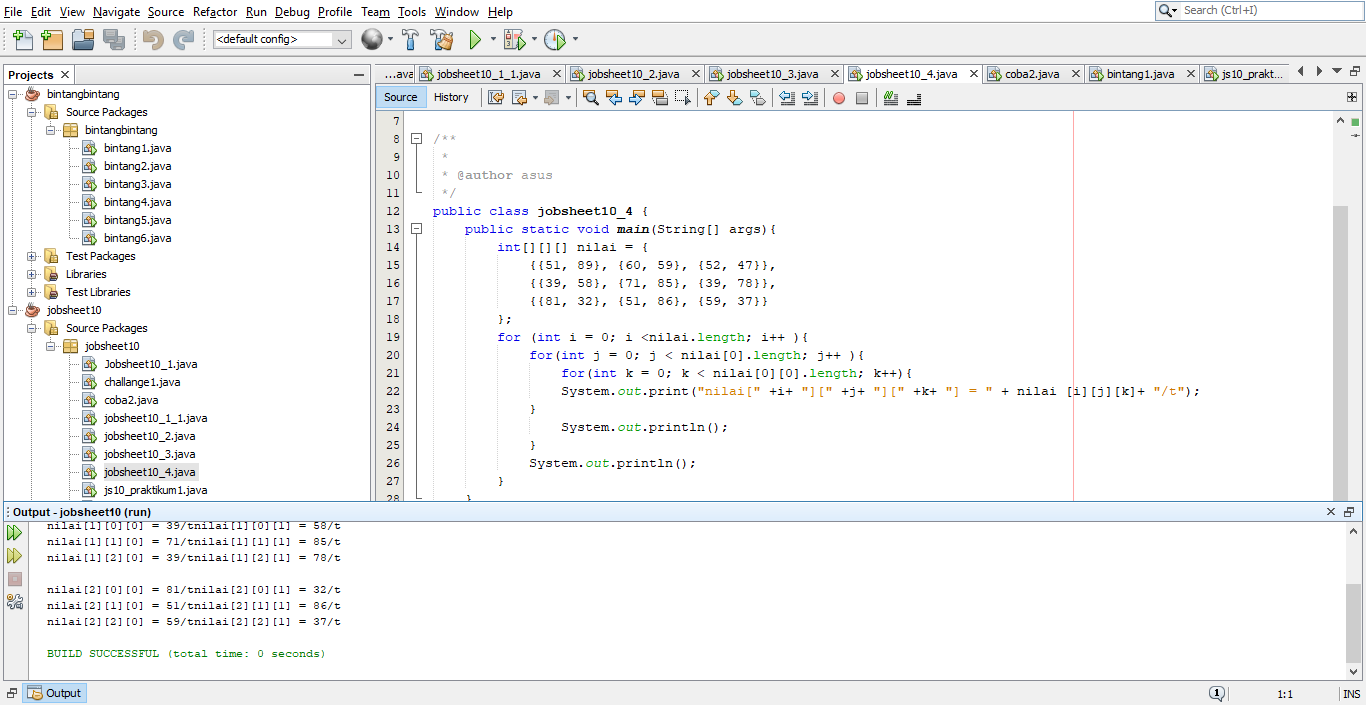 File Edit View Navigate Source Refactor Run Debug Profile Team Tools Window Help
Search (Ctrl+I)
<default config>
Projects
...ava jobsheet10_1_1.java jobsheet10_2.java jobsheet10_3.java jobsheet10_4.java coba2.java bintang1.java js10_prakt...
Source History
bintangbintang
Source Packages
bintangbintang
bintang1.java
bintang2.java
bintang3.java
bintang4.java
bintang5.java
bintang6.java
Test Packages
Libraries
Test Libraries
jobsheet10
Source Packages
jobsheet10
Jobsheet10_1.java
challange1.java
coba2.java
jobsheet10_1_1.java
jobsheet10_2.java
jobsheet10_3.java
jobsheet10_4.java
js10_praktikum1.java
7
8 /**
9 *
10 * @author asus
11 */
12 public class jobsheet10_4 {
13 public static void main(String[] args){
14 int[][][] nilai = {
15 {{51, 89}, {60, 59}, {52, 47}},
16 {{39, 58}, {71, 85}, {39, 78}},
17 {{81, 32}, {51, 86}, {59, 37}}
18 };
19 for (int i = 0; i <nilai.length; i++ ){
20 for(int j = 0; j < nilai[0].length; j++ ){
21 for(int k = 0; k < nilai[0][0].length; k++){
22 System.out.print("nilai[" +i+ "][" +j+ "][" +k+ "] = " + nilai [i][j][k]+ "/t");
23 }
24 System.out.println();
25 }
26 System.out.println();
27 }
28 }
Output - jobsheet10 (run)
nilai[1][0][0] = 39/tnilai[1][0][1] = 58/t
nilai[1][1][0] = 71/tnilai[1][1][1] = 85/t
nilai[1][2][0] = 39/tnilai[1][2][1] = 78/t
nilai[2][0][0] = 81/tnilai[2][0][1] = 32/t
nilai[2][1][0] = 51/tnilai[2][1][1] = 86/t
nilai[2][2][0] = 59/tnilai[2][2][1] = 37/t
BUILD SUCCESSFUL (total time: 0 seconds)
Output
1
1:1
INS